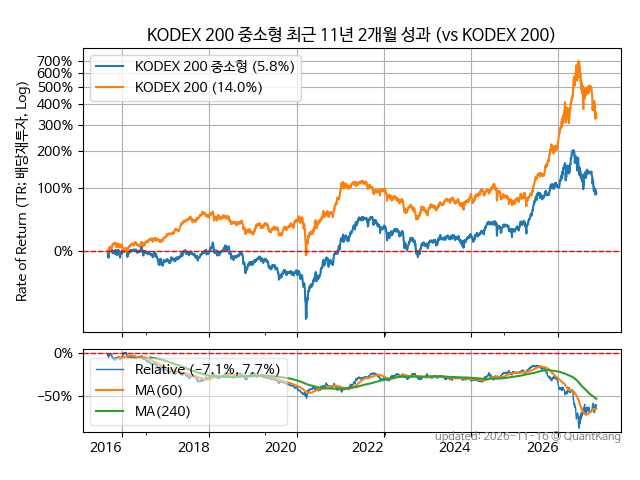 KODEX 200 중소형 최근 11년 2개월 성과 (vs KODEX 200)
Rate of Return (TR: 배당재투자, Log)
700%
600%
500%
400%
300%
200%
100%
0%
KODEX 200 중소형 (5.8%)
KODEX 200 (14.0%)
0%
−50%
Relative (−7.1%, 7.7%)
MA(60)
MA(240)
2016
2018
2020
2022
2024
2026
updated: 2026-11-16 © QuantKang